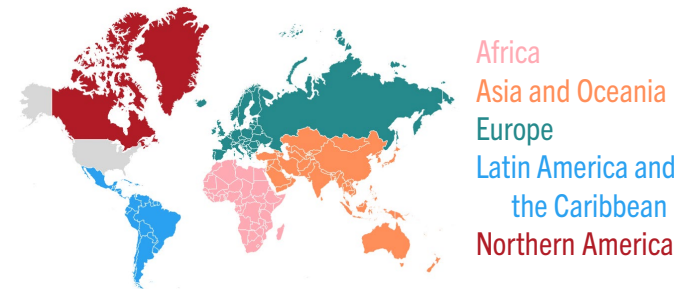 Africa
Asia and Oceania
Europe
Latin America and
the Caribbean
Northern America